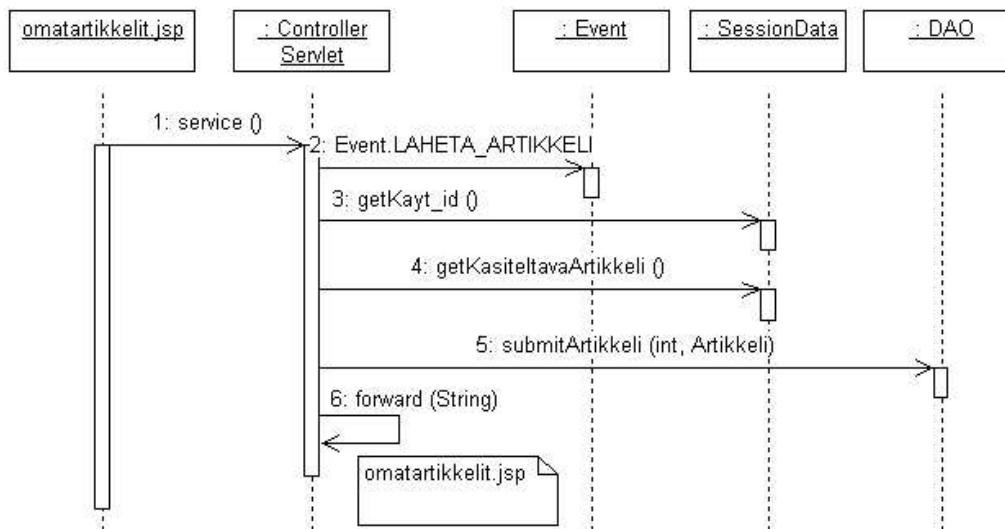 omatartikkelit.jsp
: Controller
Servlet
: Event
: SessionData
: DAO
1: service ()
2: Event.LAHETA_ARTIKKELI
3: getKayt_id ()
4: getKasiteltavaArtikkeli ()
5: submitArtikkeli (int, Artikkeli)
6: forward (String)
omatartikkelit.jsp